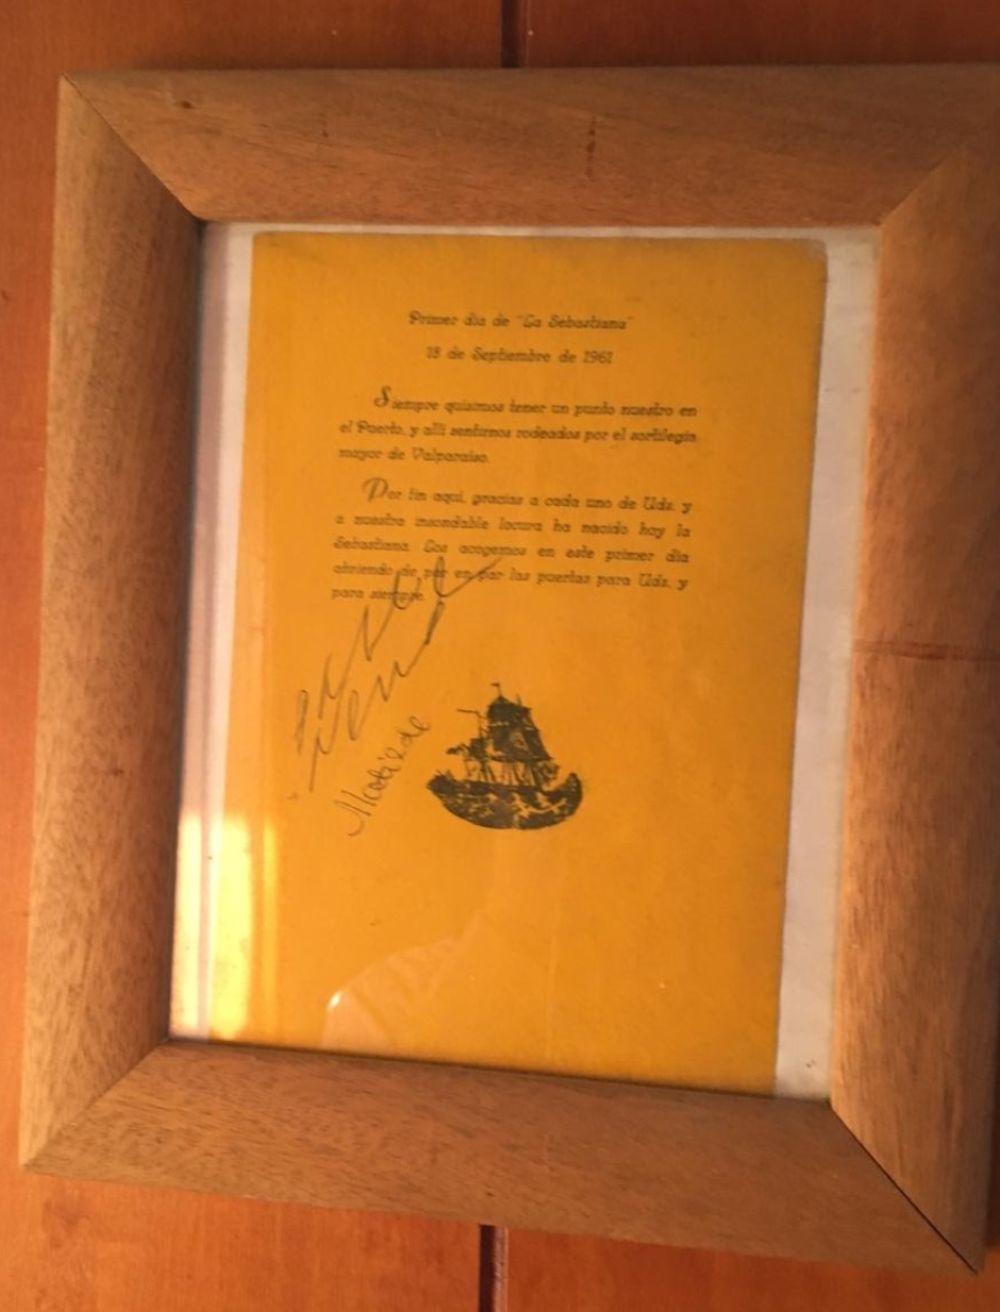 Primer dia de "La Sebastiana"
18 de Septiembre de 1961
Siempre quisimos tener un punto nuestro en
el Puerto, y allí sentirnos rodeados por el sortilegio
mayor de Valparaíso.
Por fin aquí, gracias a cada uno de Uds. y
a nuestra insondable locura ha nacido hoy la
Sebastiana. Los acogemos en este primer dia
abriendo de par en par las puertas para Uds. y
para siempre.
Matilde